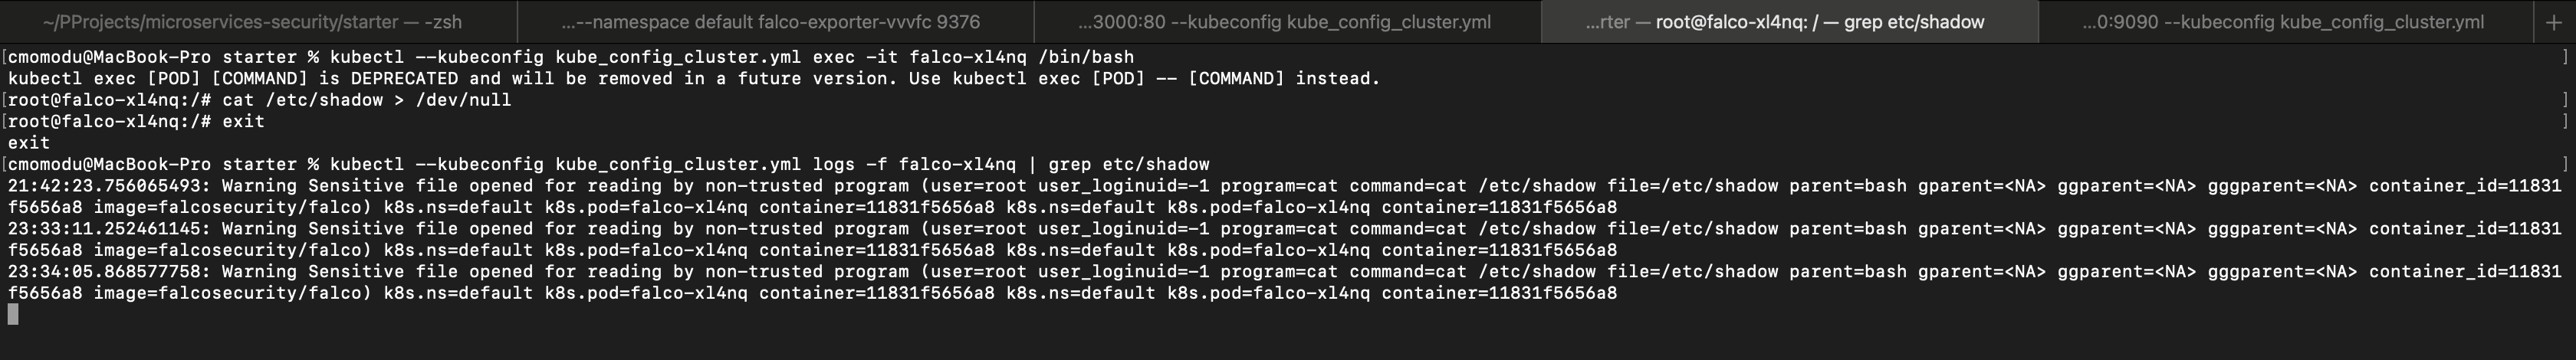 ~/PProjects/microservices-security/starter — -zsh
...--namespace default falco-exporter-vvvfc 9376
...3000:80 --kubeconfig kube_config_cluster.yml
...rter — root@falco-xl4nq: / — grep etc/shadow
...0:9090 --kubeconfig kube_config_cluster.yml
+
[cmomodu@MacBook-Pro starter % kubectl --kubeconfig kube_config_cluster.yml exec -it falco-xl4nq /bin/bash ]
kubectl exec [POD] [COMMAND] is DEPRECATED and will be removed in a future version. Use kubectl exec [POD] -- [COMMAND] instead.
[root@falco-xl4nq:/# cat /etc/shadow > /dev/null ]
[root@falco-xl4nq:/# exit ]
exit
[cmomodu@MacBook-Pro starter % kubectl --kubeconfig kube_config_cluster.yml logs -f falco-xl4nq | grep etc/shadow ]
21:42:23.756065493: Warning Sensitive file opened for reading by non-trusted program (user=root user_loginuid=-1 program=cat command=cat /etc/shadow file=/etc/shadow parent=bash gparent=<NA> ggparent=<NA> gggparent=<NA> container_id=11831
f5656a8 image=falcosecurity/falco) k8s.ns=default k8s.pod=falco-xl4nq container=11831f5656a8 k8s.ns=default k8s.pod=falco-xl4nq container=11831f5656a8
23:33:11.252461145: Warning Sensitive file opened for reading by non-trusted program (user=root user_loginuid=-1 program=cat command=cat /etc/shadow file=/etc/shadow parent=bash gparent=<NA> ggparent=<NA> gggparent=<NA> container_id=11831
f5656a8 image=falcosecurity/falco) k8s.ns=default k8s.pod=falco-xl4nq container=11831f5656a8 k8s.ns=default k8s.pod=falco-xl4nq container=11831f5656a8
23:34:05.868577758: Warning Sensitive file opened for reading by non-trusted program (user=root user_loginuid=-1 program=cat command=cat /etc/shadow file=/etc/shadow parent=bash gparent=<NA> ggparent=<NA> gggparent=<NA> container_id=11831
f5656a8 image=falcosecurity/falco) k8s.ns=default k8s.pod=falco-xl4nq container=11831f5656a8 k8s.ns=default k8s.pod=falco-xl4nq container=11831f5656a8